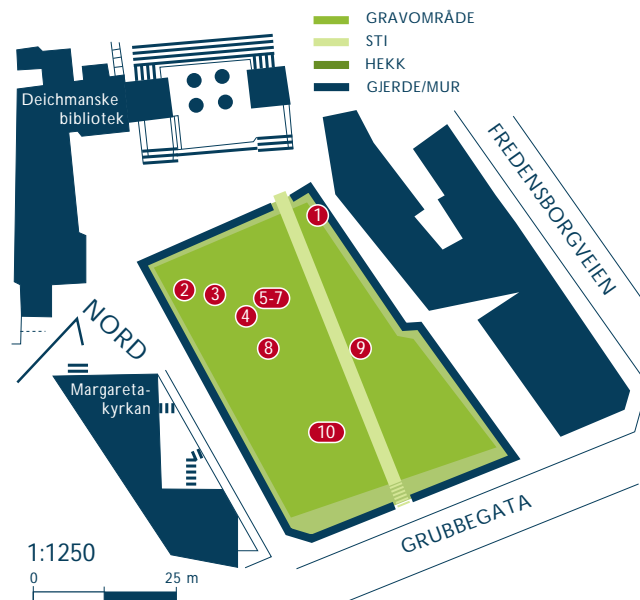 GRAVOMRÅDE
STI
HEKK
GJERDE/MUR
Deichmanske
bibliotek
FREDENSBORGVEIEN
1
2
3
5-7
4
8
9
NORD
Margareta-
kyrkan
10
GRUBBEGATA
1:1250
0
25 m